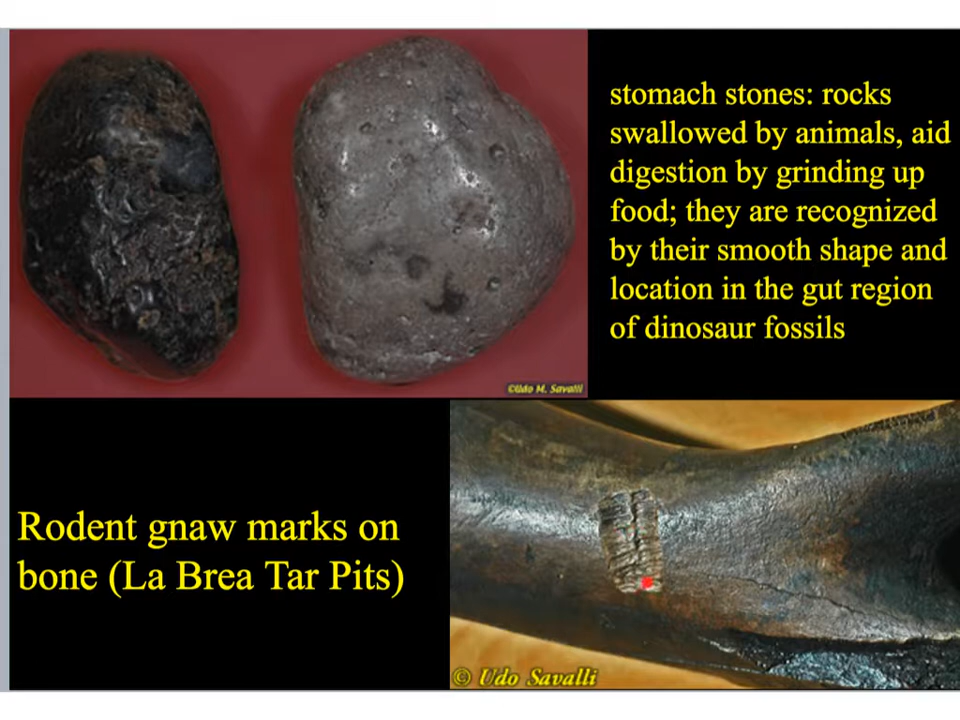 stomach stones: rocks
swallowed by animals, aid
digestion by grinding up
food; they are recognized
by their smooth shape and
location in the gut region
of dinosaur fossils
©Udo M. Savalli
Rodent gnaw marks on
bone (La Brea Tar Pits)
© Udo Savalli